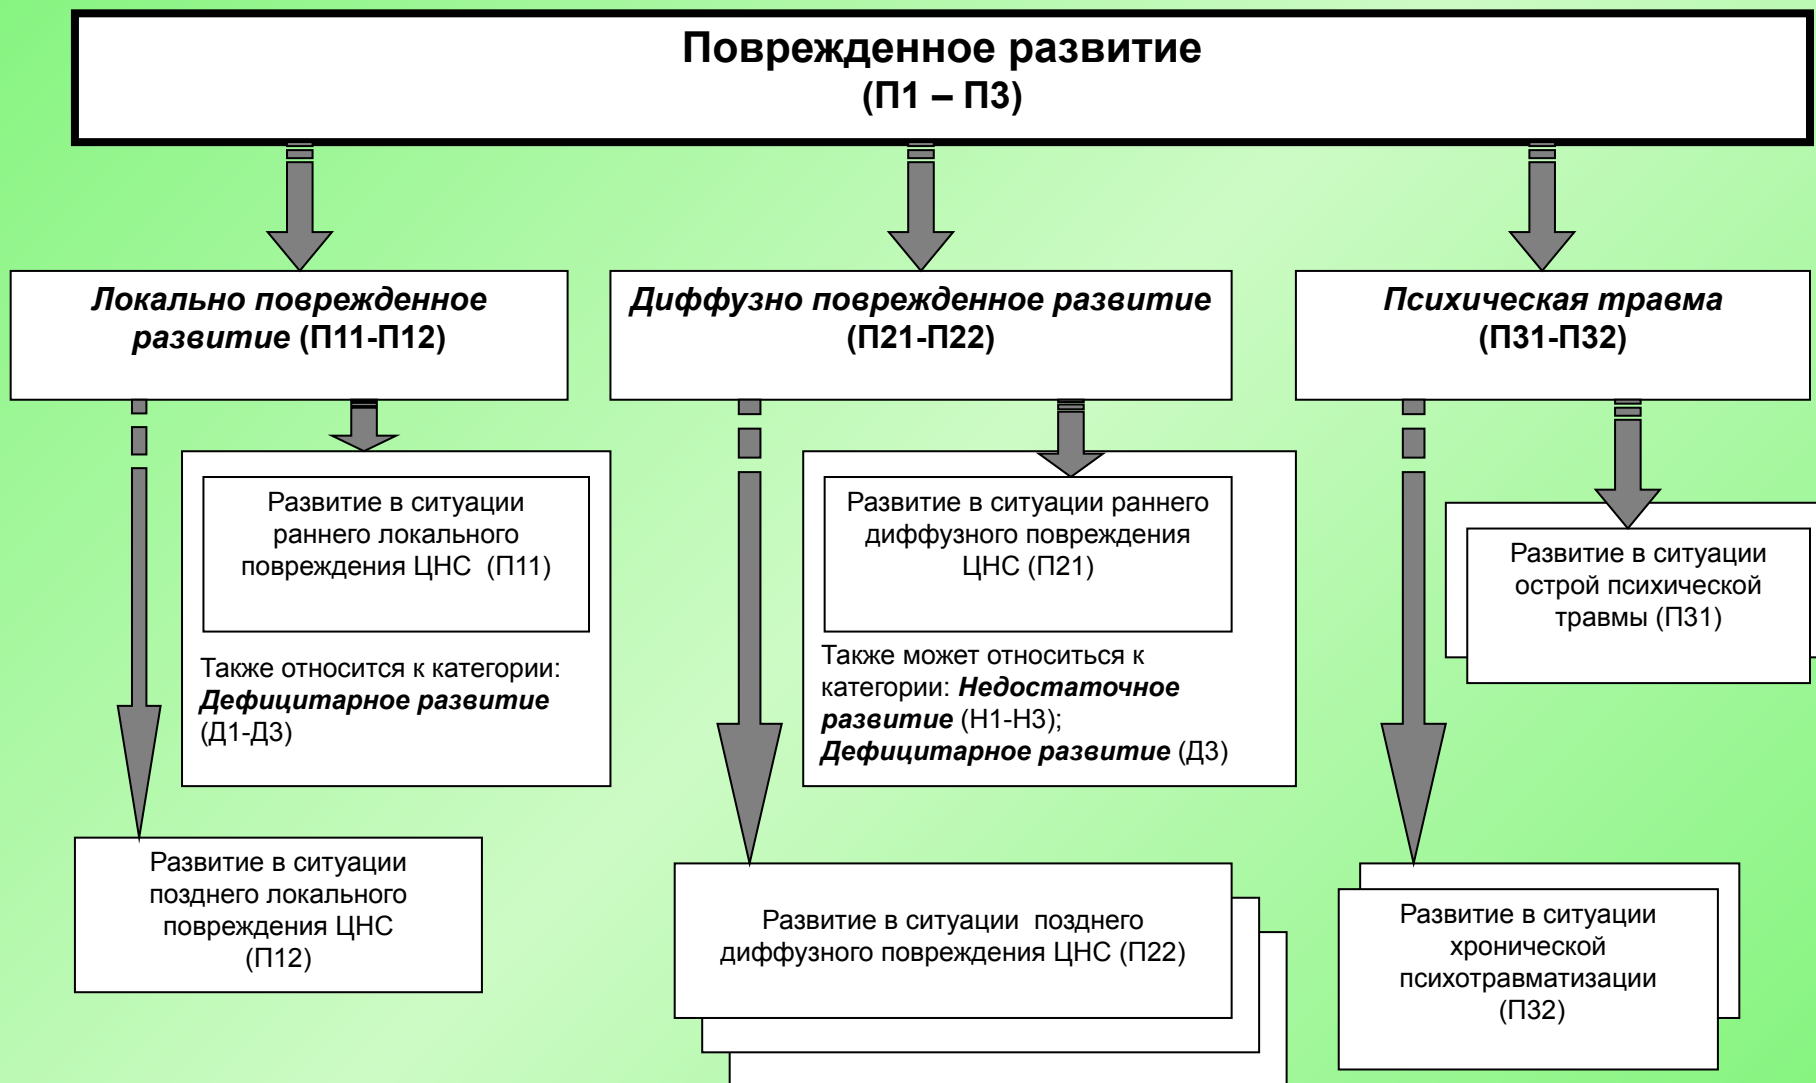 Поврежденное развитие
(П1 – П3)
Локально поврежденное
развитие (П11-П12)
Диффузно поврежденное развитие
(П21-П22)
Психическая травма
(П31-П32)
Развитие в ситуации
раннего локального
повреждения ЦНС (П11)
Также относится к категории:
Дефицитарное развитие
(Д1-Д3)
Развитие в ситуации раннего
диффузного повреждения
ЦНС (П21)
Также может относиться к
категории: Недостаточное
развитие (Н1-Н3);
Дефицитарное развитие (Д3)
Развитие в ситуации
острой психической
травмы (П31)
Развитие в ситуации
позднего локального
повреждения ЦНС
(П12)
Развитие в ситуации позднего
диффузного повреждения ЦНС (П22)
Развитие в ситуации
хронической
психотравматизации
(П32)